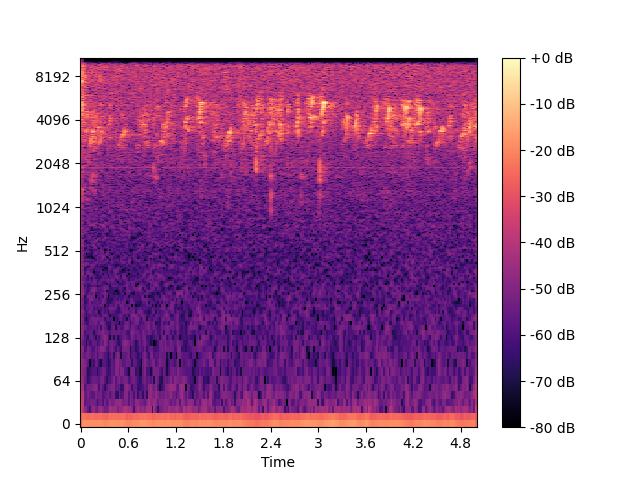 8192
4096
2048
1024
512
256
128
64
0
Hz
0 0.6 1.2 1.8 2.4 3 3.6 4.2 4.8
Time
+0 dB
-10 dB
-20 dB
-30 dB
-40 dB
-50 dB
-60 dB
-70 dB
-80 dB